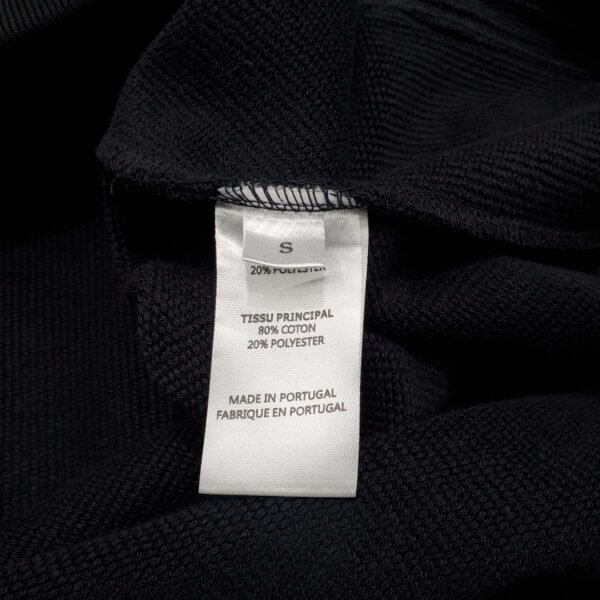 S
20% POLYESTER
TISSU PRINCIPAL
80% COTON
20% POLYESTER
MADE IN PORTUGAL
FABRIQUE EN PORTUGAL